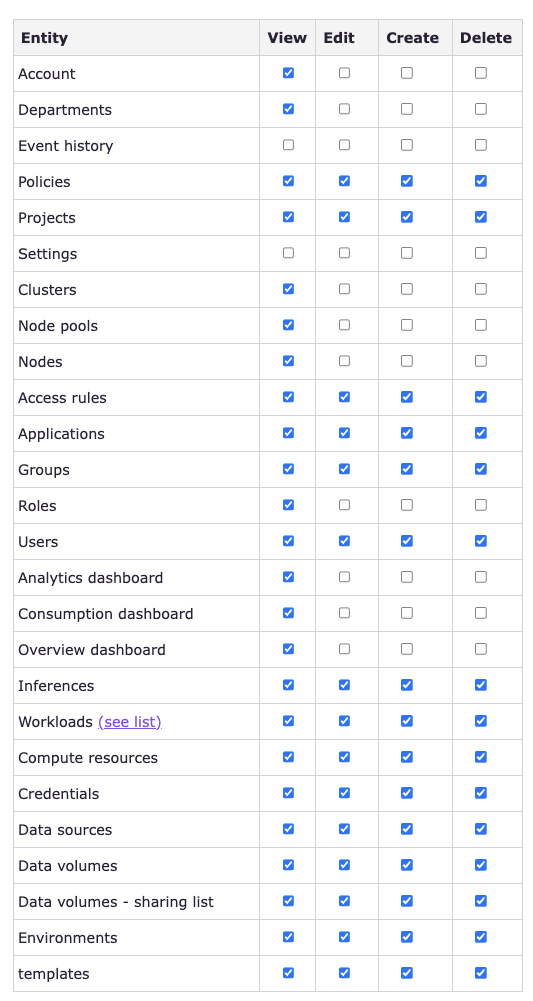 Entity View Edit Create Delete
Account
Departments
Event history
Policies
Projects
Settings
Clusters
Node pools
Nodes
Access rules
Applications
Groups
Roles
Users
Analytics dashboard
Consumption dashboard
Overview dashboard
Inferences
Workloads (see list)
Compute resources
Credentials
Data sources
Data volumes
Data volumes - sharing list
Environments
templates